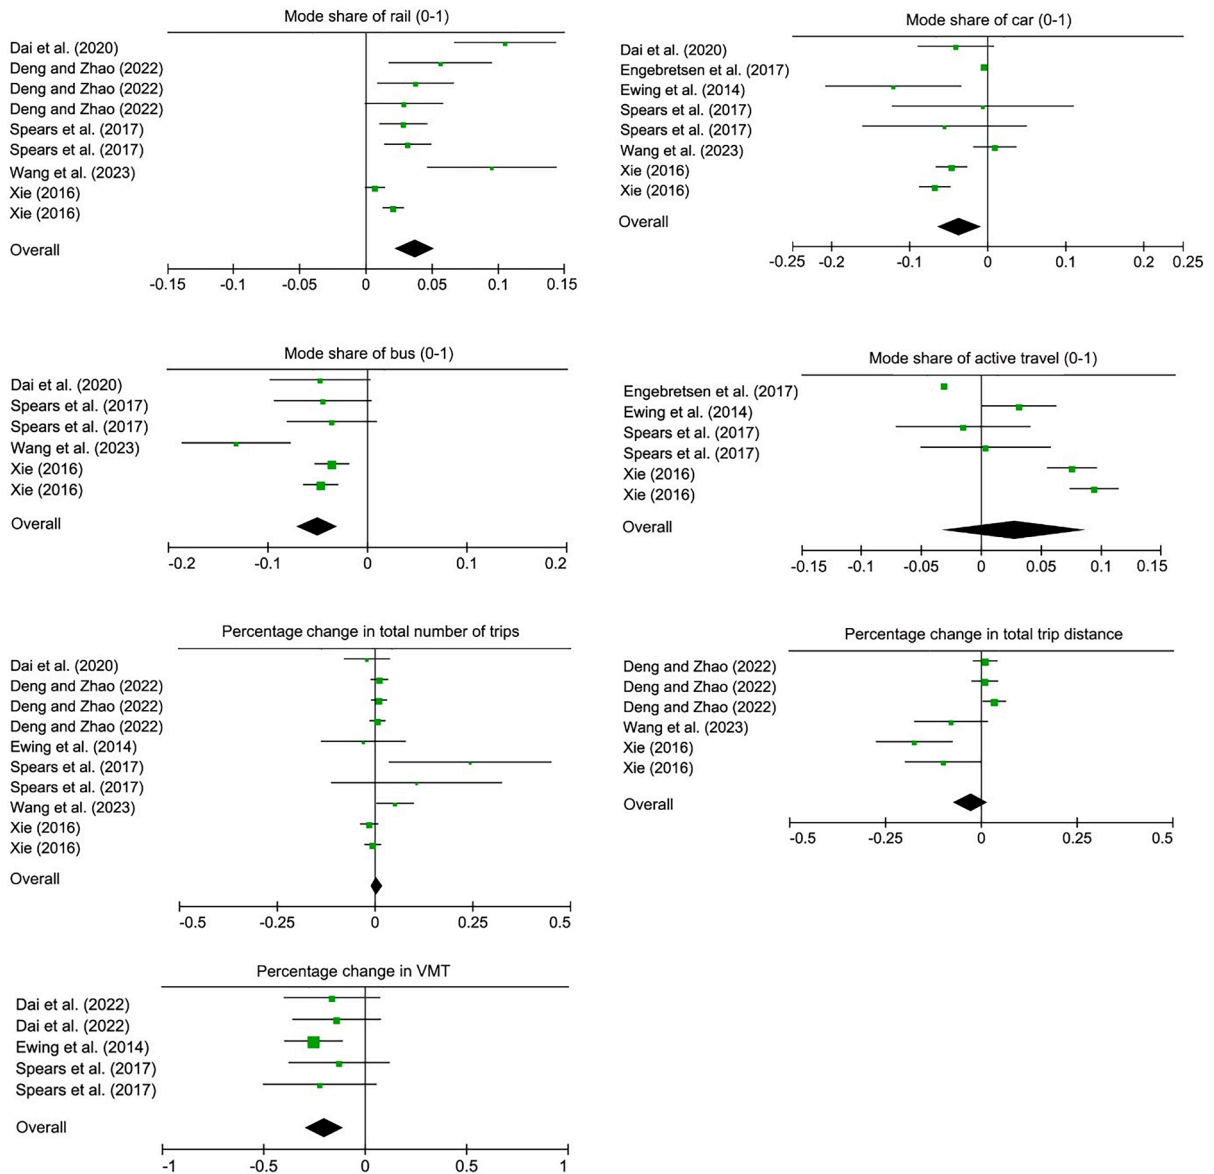 Mode share of rail (0-1)
Dai et al. (2020)
Deng and Zhao (2022)
Deng and Zhao (2022)
Deng and Zhao (2022)
Spears et al. (2017)
Spears et al. (2017)
Wang et al. (2023)
Xie (2016)
Xie (2016)
Overall
-0.15 -0.1 -0.05 0 0.05 0.1 0.15
Mode share of car (0-1)
Dai et al. (2020)
Engebretsen et al. (2017)
Ewing et al. (2014)
Spears et al. (2017)
Spears et al. (2017)
Wang et al. (2023)
Xie (2016)
Xie (2016)
Overall
-0.25 -0.2 -0.1 0 0.1 0.2 0.25
Mode share of bus (0-1)
Dai et al. (2020)
Spears et al. (2017)
Spears et al. (2017)
Wang et al. (2023)
Xie (2016)
Xie (2016)
Overall
-0.2 -0.1 0 0.1 0.2
Mode share of active travel (0-1)
Engebretsen et al. (2017)
Ewing et al. (2014)
Spears et al. (2017)
Spears et al. (2017)
Xie (2016)
Xie (2016)
Overall
-0.15 -0.1 -0.05 0 0.05 0.1 0.15
Percentage change in total number of trips
Dai et al. (2020)
Deng and Zhao (2022)
Deng and Zhao (2022)
Deng and Zhao (2022)
Ewing et al. (2014)
Spears et al. (2017)
Spears et al. (2017)
Wang et al. (2023)
Xie (2016)
Xie (2016)
Overall
-0.5 -0.25 0 0.25 0.5
Percentage change in total trip distance
Deng and Zhao (2022)
Deng and Zhao (2022)
Deng and Zhao (2022)
Wang et al. (2023)
Xie (2016)
Xie (2016)
Overall
-0.5 -0.25 0 0.25 0.5
Percentage change in VMT
Dai et al. (2022)
Dai et al. (2022)
Ewing et al. (2014)
Spears et al. (2017)
Spears et al. (2017)
Overall
-1 -0.5 0 0.5 1